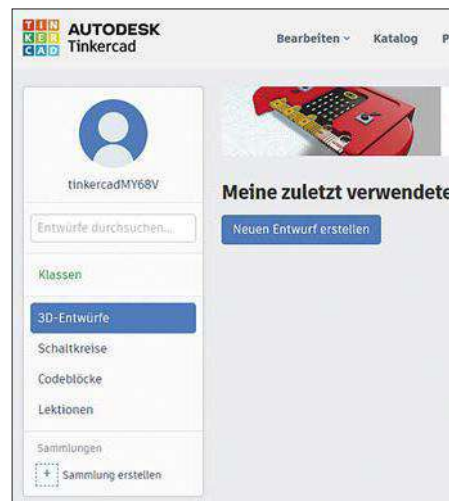 TIN
KER
CAD
AUTODESK
Tinkercad
Bearbeiten
Katalog
P
tinkercadMY68V
Entwürfe durchsuchen...
Klassen
3D-Entwürfe
Schaltkreise
Codeblöcke
Lektionen
Sammlungen
+ Sammlung erstellen
Meine zuletzt verwendete
Neuen Entwurf erstellen